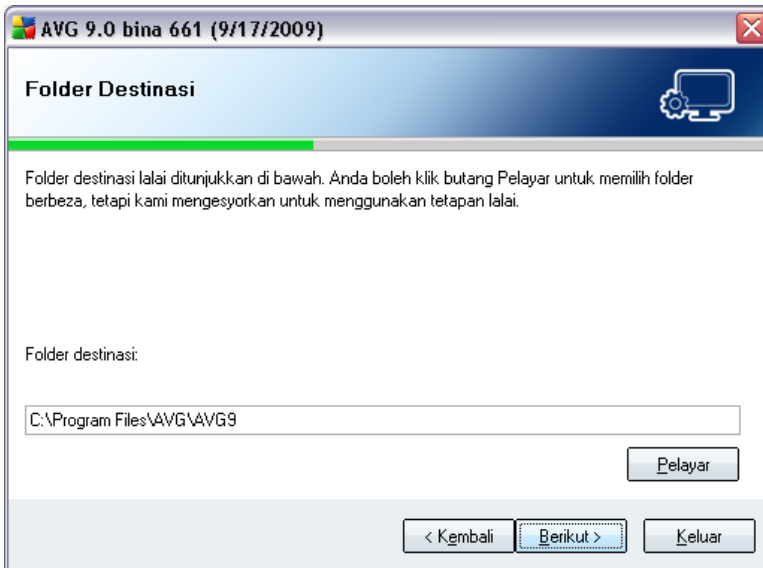 AVG 9.0 bina 661 (9/17/2009)
Folder Destinasi
Folder destinasi lalai ditunjukkan di bawah. Anda boleh klik butang Pelayar untuk memilih folder
berbeza, tetapi kami mengesyorkan untuk menggunakan tetapan lalai.
Folder destinasi:
C:\Program Files\AVG\AVG9
Pelayar
< Kembali Berikut > Keluar